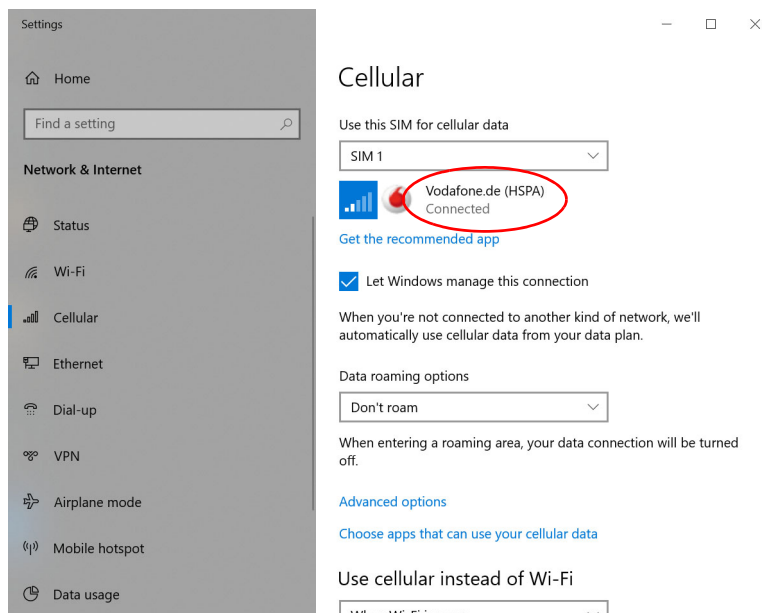 Settings
Home
Find a setting
Network & Internet
Status
Wi-Fi
Cellular
Ethernet
Dial-up
VPN
Airplane mode
Mobile hotspot
Data usage
Cellular
Use this SIM for cellular data
SIM 1
Vodafone.de (HSPA)
Connected
Get the recommended app
Let Windows manage this connection
When you're not connected to another kind of network, we'll
automatically use cellular data from your data plan.
Data roaming options
Don't roam
When entering a roaming area, your data connection will be turned
off.
Advanced options
Choose apps that can use your cellular data
Use cellular instead of Wi-Fi